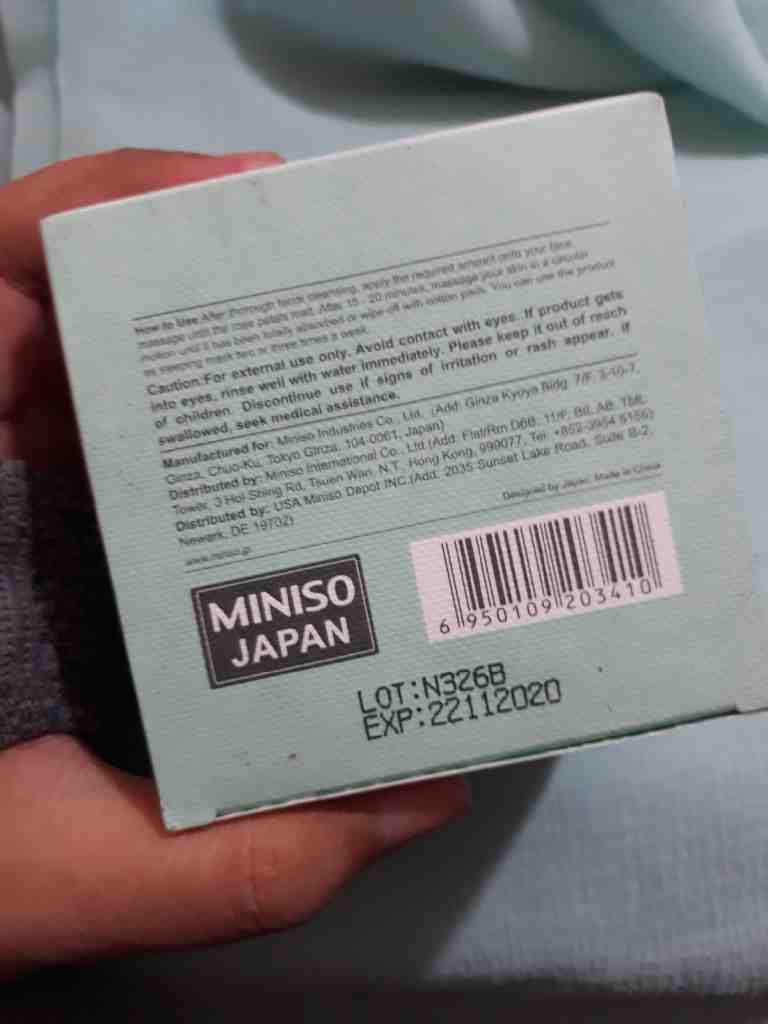 How to Use After thorough facial cleansing, apply the required amount onto your face,
massage until the rose petals melt. After 15 - 20 minutes, massage your skin in a circular
motion until it has been totally absorbed or wipe off with cotton pads. You can use the product
as sleeping mask two or three times a week.
Caution:For external use only. Avoid contact with eyes. If product gets
into eyes, rinse well with water immediately. Please keep it out of reach
of children. Discontinue use if signs of irritation or rash appear. If
swallowed, seek medical assistance.
Manufactured for: Miniso Industries Co., Ltd. (Add: Ginza Kyoya Bldg. 7/F, 3-10-7,
Ginza, Chuo-Ku, Tokyo Ginza, 104-0061, Japan)
Distributed by: Miniso International Co., Ltd.(Add: Flat/Rm D6B, 11/F, Bll, AB, TML
Tower, 3 Hoi Shing Rd, Tsuen Wan, N.T., Hong Kong, 999077, Tel: +852-3954 5155)
Distributed by: USA Miniso Depot INC.(Add: 2035 Sunset Lake Road, Suite B-2,
Newark, DE 19702)
www.miniso.jp
Designed by Japan, Made in China
MINISO
JAPAN
6 950109 203410
LOT:N326B
EXP:22112020